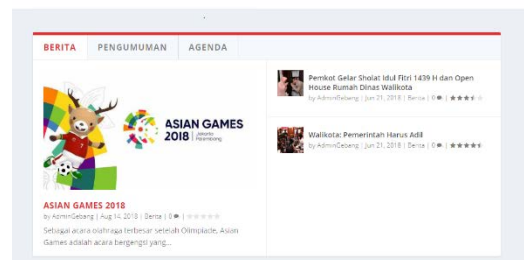 BERITA PENGUMUMAN AGENDA
ASIAN GAMES
2018 Jakarta
Palembang
ASIAN GAMES 2018
by AdminGebang | Aug 14, 2018 | Berita | 0
Sebagai acara olahraga terbesar setelah Olimpiade, Asian
Games adalah acara bergengsi yang...
Pemkot Gelar Sholat Idul Fitri 1439 H dan Open
House Rumah Dinas Walikota
by AdminGebang | Jun 21, 2018 | Berita | 0
Walikota: Pemerintah Harus Adil
by AdminGebang | Jun 21, 2018 | Berita | 0